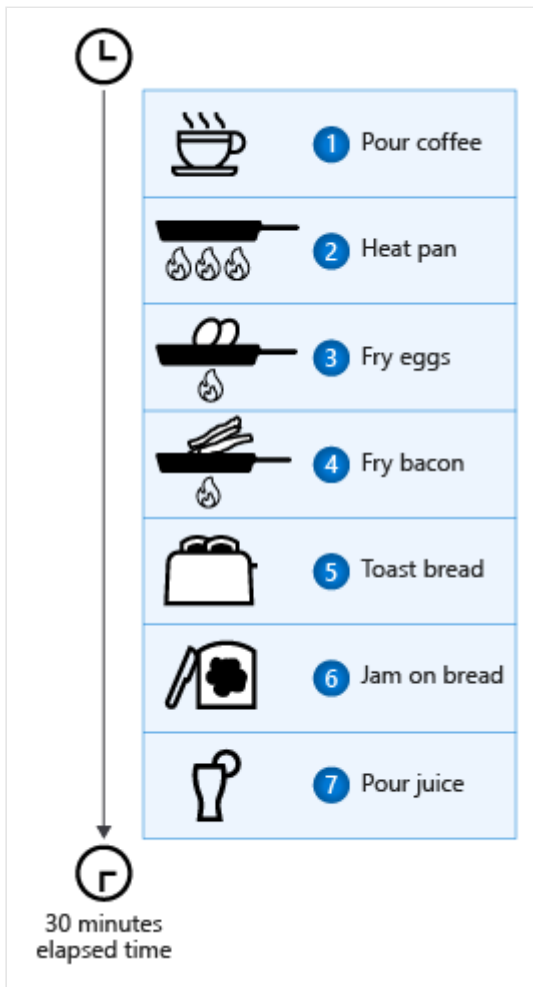 1 Pour coffee
2 Heat pan
3 Fry eggs
4 Fry bacon
5 Toast bread
6 Jam on bread
7 Pour juice
30 minutes
elapsed time